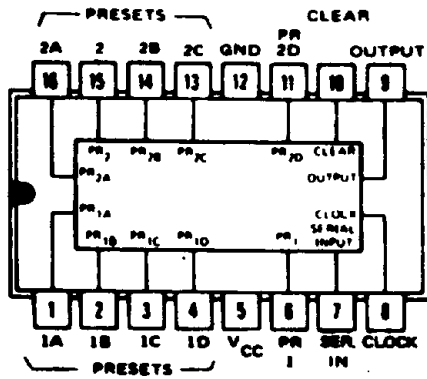 PRESETS CLEAR
PR
2A 2 2B 2C GND 2D OUTPUT
16 15 14 13 12 11 10 9
PR2 PR2B PR2C PR2D CLEAR
PR2A OUTPUT
PR1A CLOCK
SERIAL
PR1B PR1C PR1D PR1 INPUT
1 2 3 4 5 6 7 8
1A 1B 1C 1D VCC PR SER. CLOCK
PRESETS I IN